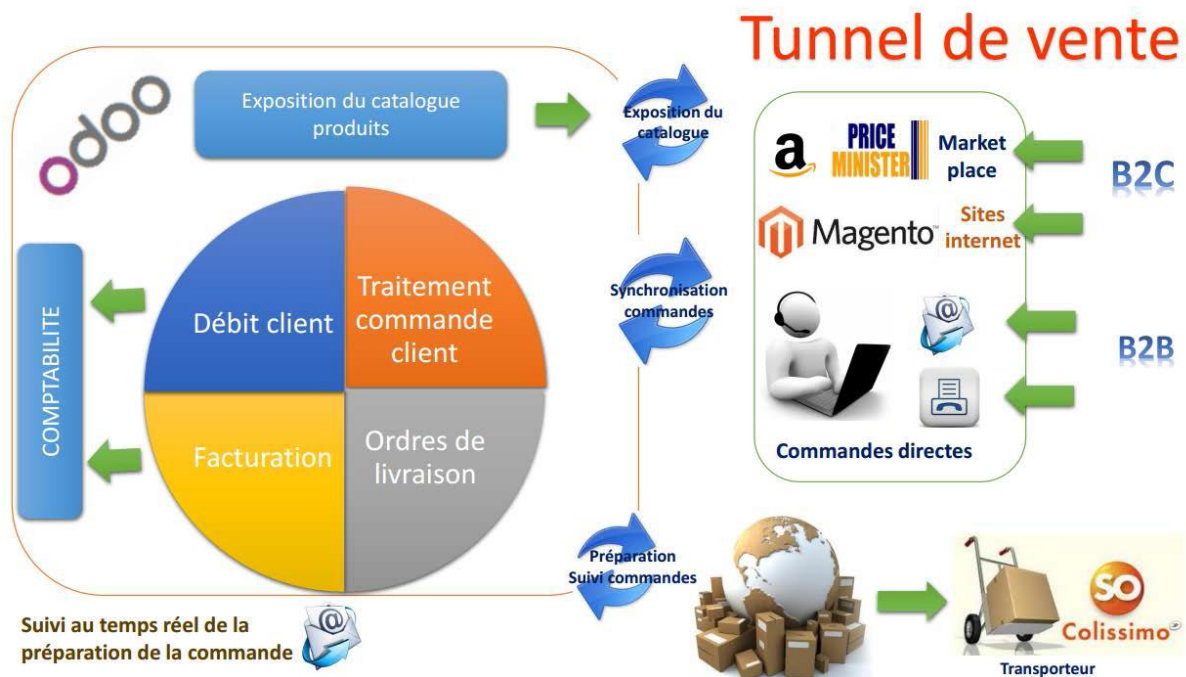 Tunnel de vente
odoo
Exposition du catalogue
produits
Exposition du
catalogue
a
PRICE
MINISTER
Market
place
B2C
Magento™
Sites
internet
Débit client
Traitement
commande
client
Synchronisation
commandes
@
B2B
COMPTABILITE
Facturation
Ordres de
livraison
Commandes directes
Préparation
Suivi commandes
SO
Colissimo
Transporteur
Suivi au temps réel de la
préparation de la commande
@